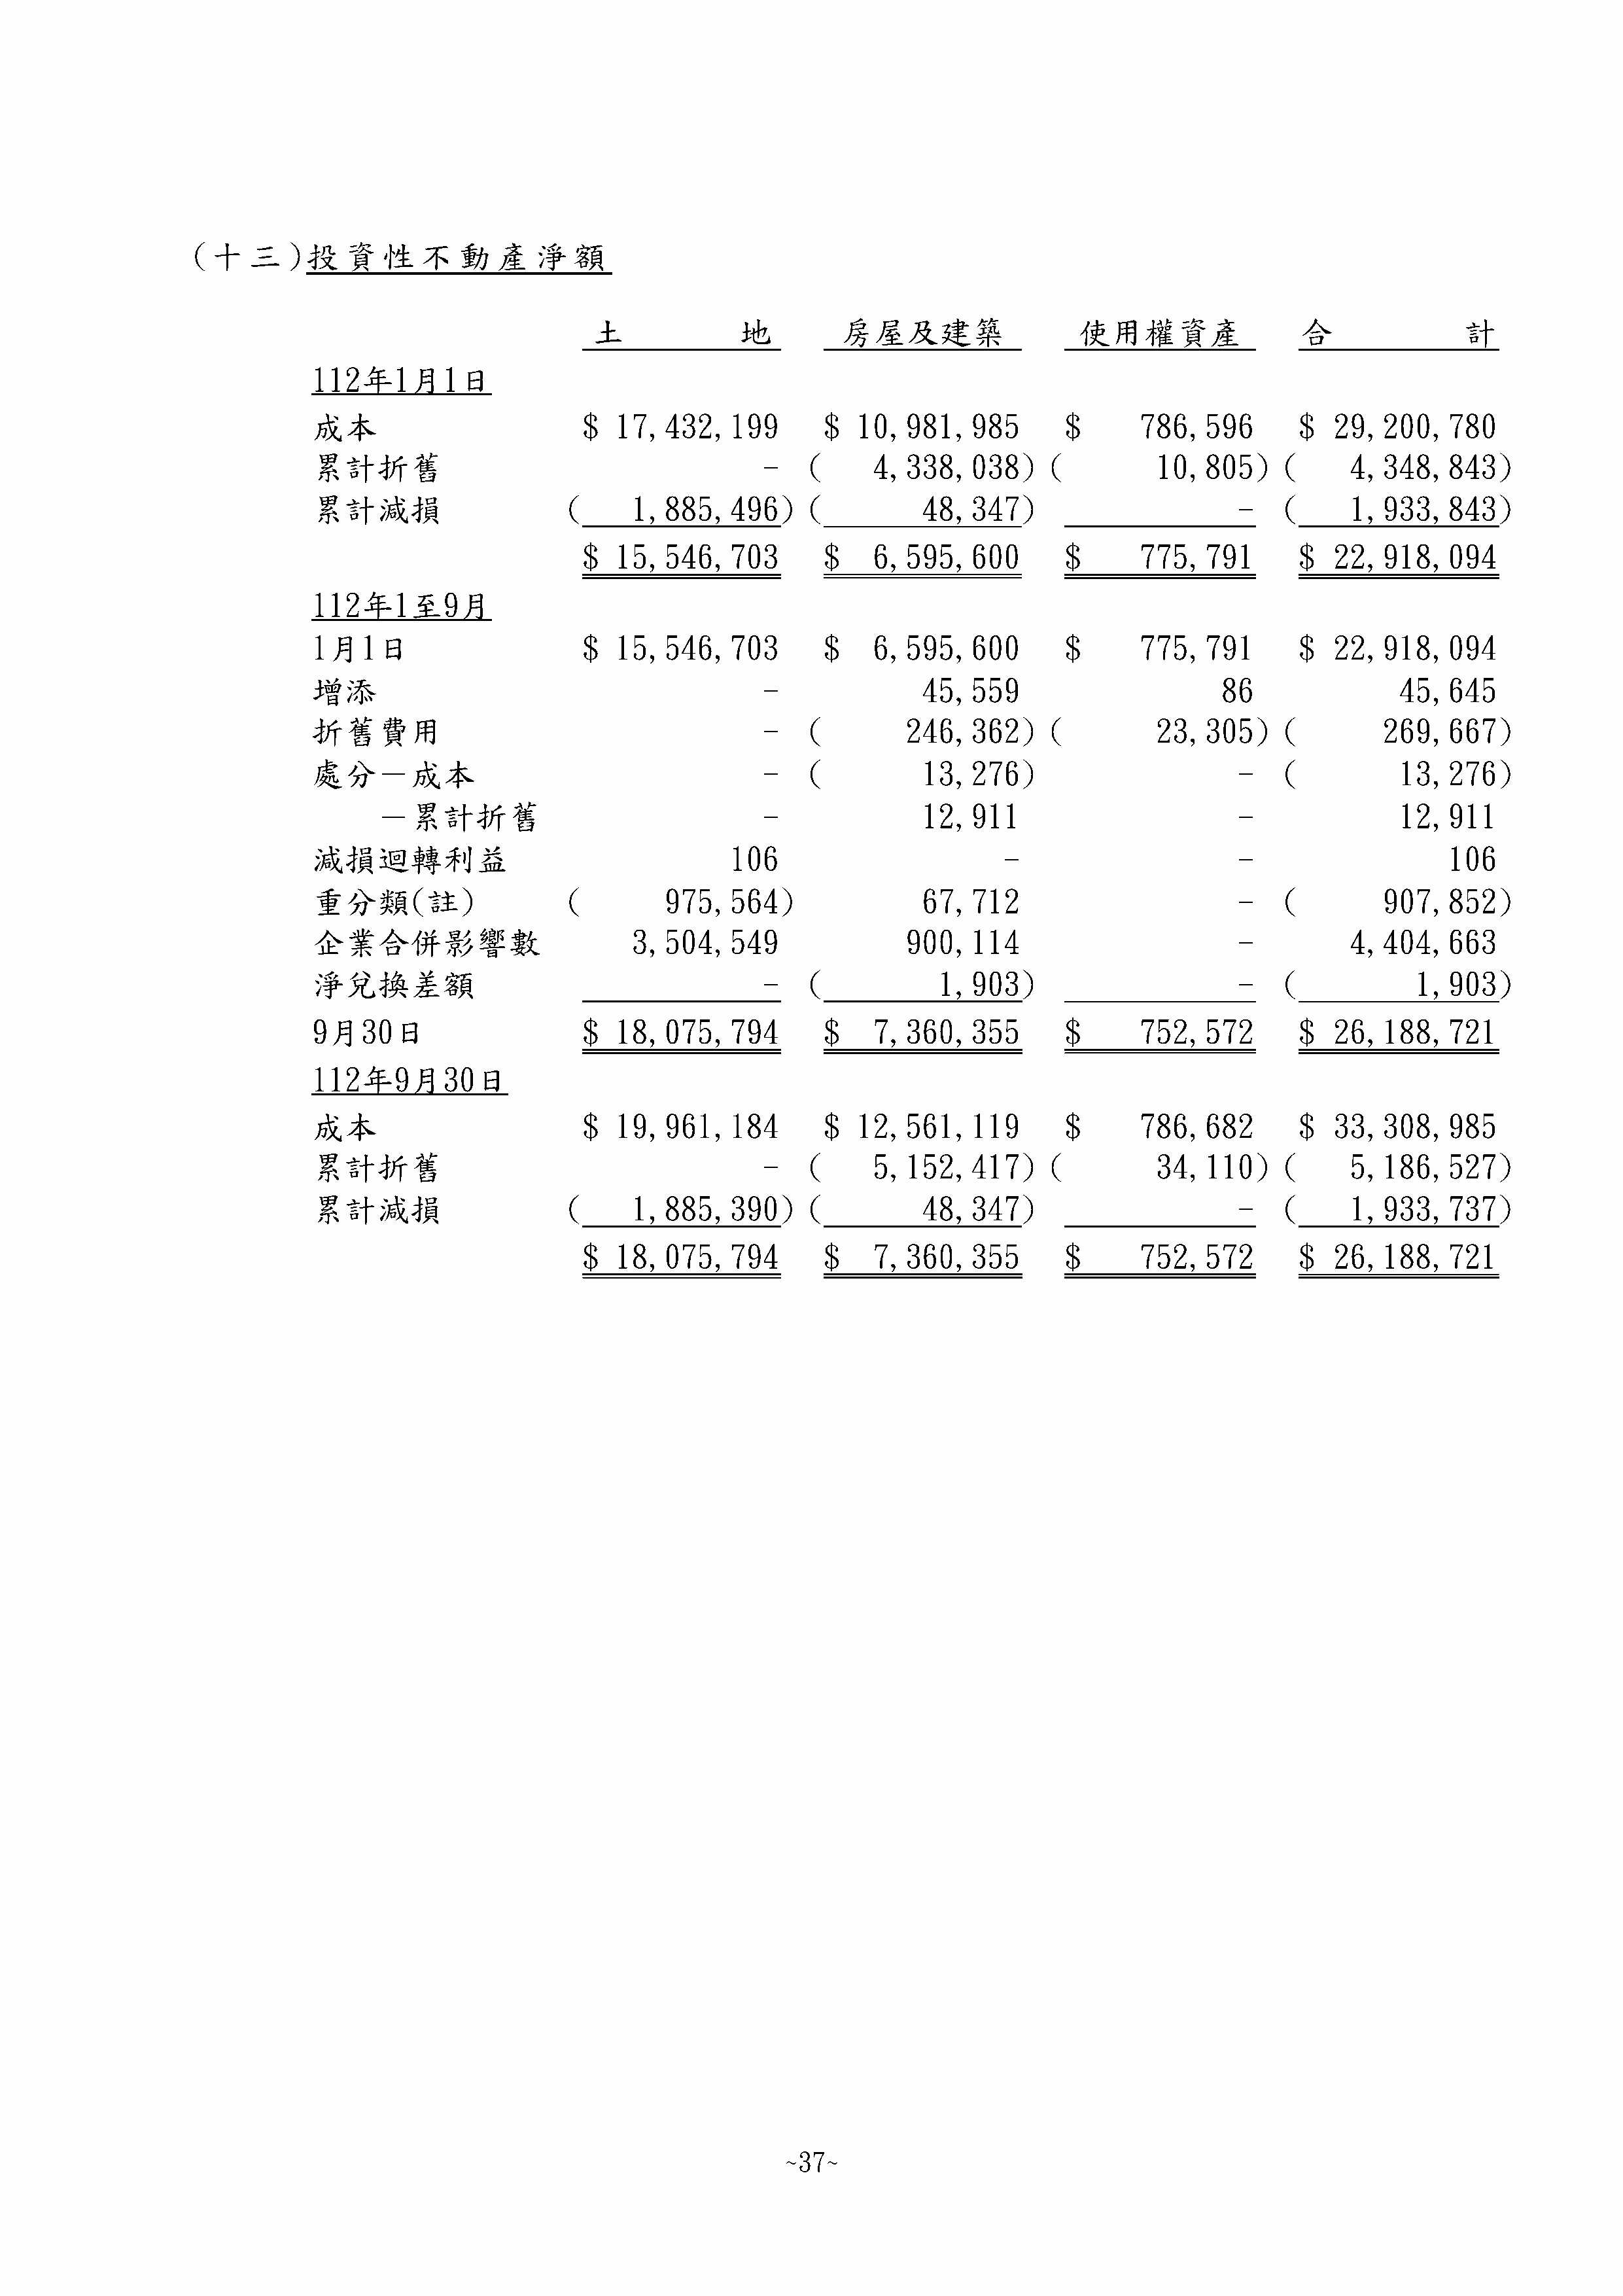 (十三)投資性不動產淨額
土地 房屋及建築 使用權資產 合計
112年1月1日
成本 $ 17,432,199 $ 10,981,985 $ 786,596 $ 29,200,780
累計折舊 - ( 4,338,038) ( 10,805) ( 4,348,843)
累計減損 ( 1,885,496) ( 48,347) - ( 1,933,843)
$ 15,546,703 $ 6,595,600 $ 775,791 $ 22,918,094
112年1至9月
1月1日 $ 15,546,703 $ 6,595,600 $ 775,791 $ 22,918,094
增添 - 45,559 86 45,645
折舊費用 - ( 246,362) ( 23,305) ( 269,667)
處分－成本 - ( 13,276) - ( 13,276)
－累計折舊 - 12,911 - 12,911
減損迴轉利益 106 - - 106
重分類(註) ( 975,564) 67,712 - ( 907,852)
企業合併影響數 3,504,549 900,114 - 4,404,663
淨兌換差額 - ( 1,903) - ( 1,903)
9月30日 $ 18,075,794 $ 7,360,355 $ 752,572 $ 26,188,721
112年9月30日
成本 $ 19,961,184 $ 12,561,119 $ 786,682 $ 33,308,985
累計折舊 - ( 5,152,417) ( 34,110) ( 5,186,527)
累計減損 ( 1,885,390) ( 48,347) - ( 1,933,737)
$ 18,075,794 $ 7,360,355 $ 752,572 $ 26,188,721
~37~